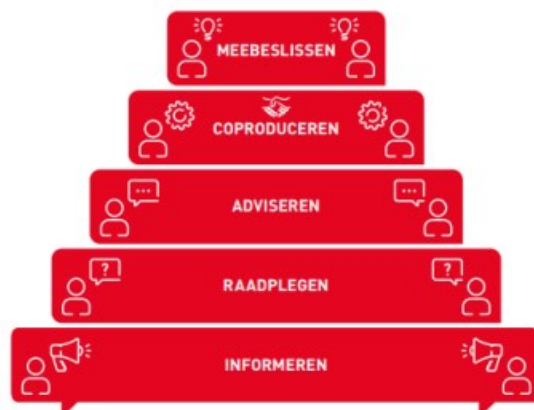 MEEBESLISSEN
COPRODUCEREN
ADVISEREN
?
?
RAADPLEGEN
INFORMEREN